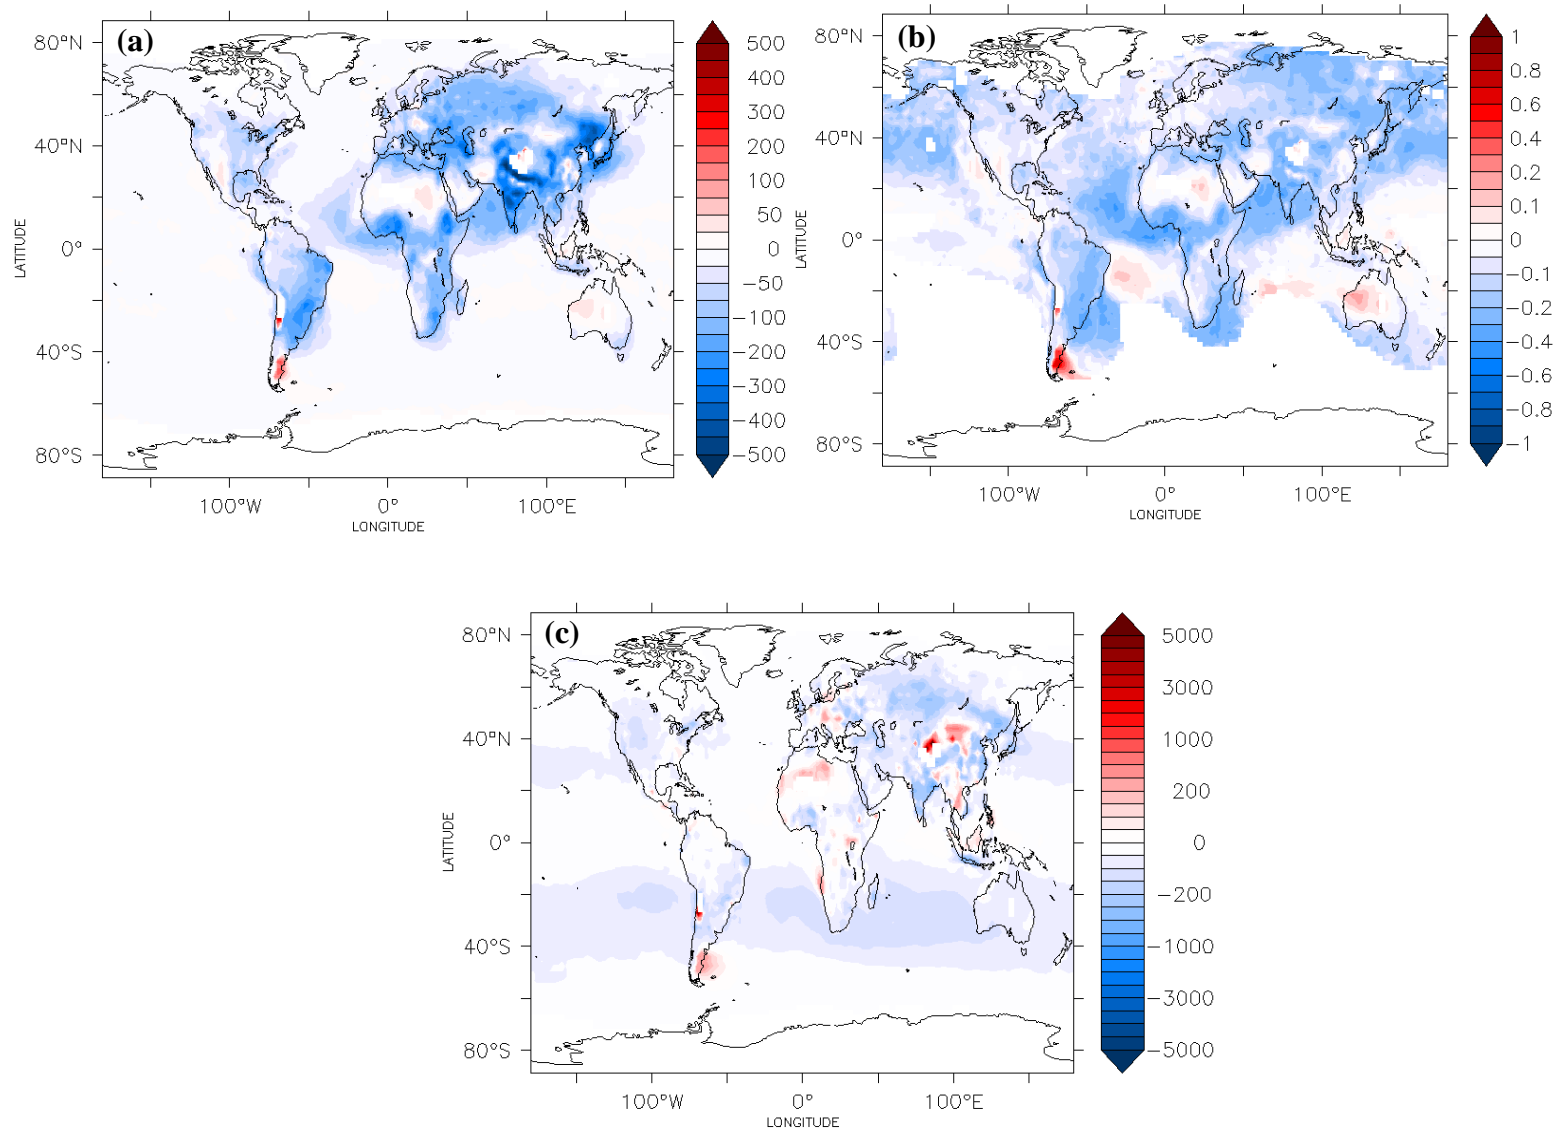 (a)
80°N
40°N
0°
40°S
80°S
LATITUDE
100°W 0° 100°E
LONGITUDE
500
400
300
200
100
50
0
−50
−100
−200
−300
−400
−500
(b)
80°N
40°N
0°
40°S
80°S
LATITUDE
100°W 0° 100°E
LONGITUDE
1
0.8
0.6
0.4
0.2
0.1
0
−0.1
−0.2
−0.4
−0.6
−0.8
−1
(c)
80°N
40°N
0°
40°S
80°S
LATITUDE
100°W 0° 100°E
LONGITUDE
5000
3000
1000
200
0
−200
−1000
−3000
−5000